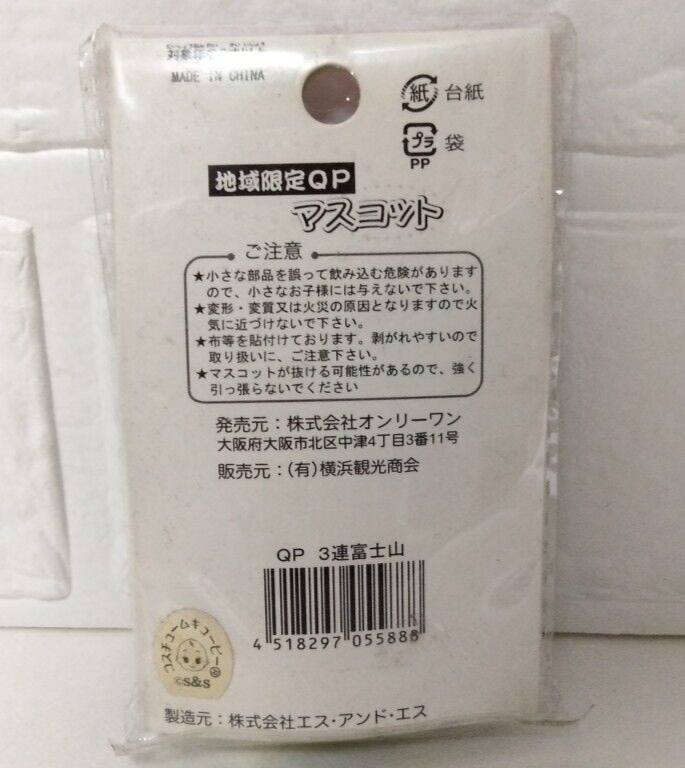 MADE IN CHINA
紙 台紙
プラ 袋
PP
地域限定QP
マスコット
ご注意
★小さな部品を誤って飲み込む危険があります
ので、小さなお子様には与えないで下さい。
★変形・変質又は火災の原因となりますので火
気に近づけないで下さい。
★布等を貼付けております。剥がれやすいので
取り扱いに、ご注意下さい。
★マスコットが抜ける可能性があるので、強く
引っ張らないでください
発売元：株式会社オンリーワン
大阪府大阪市北区中津4丁目3番11号
販売元：(有)横浜観光商会
QP 3連富士山
4 518297 055888
コスチュームキューピー®
©S&S
製造元：株式会社エス・アンド・エス